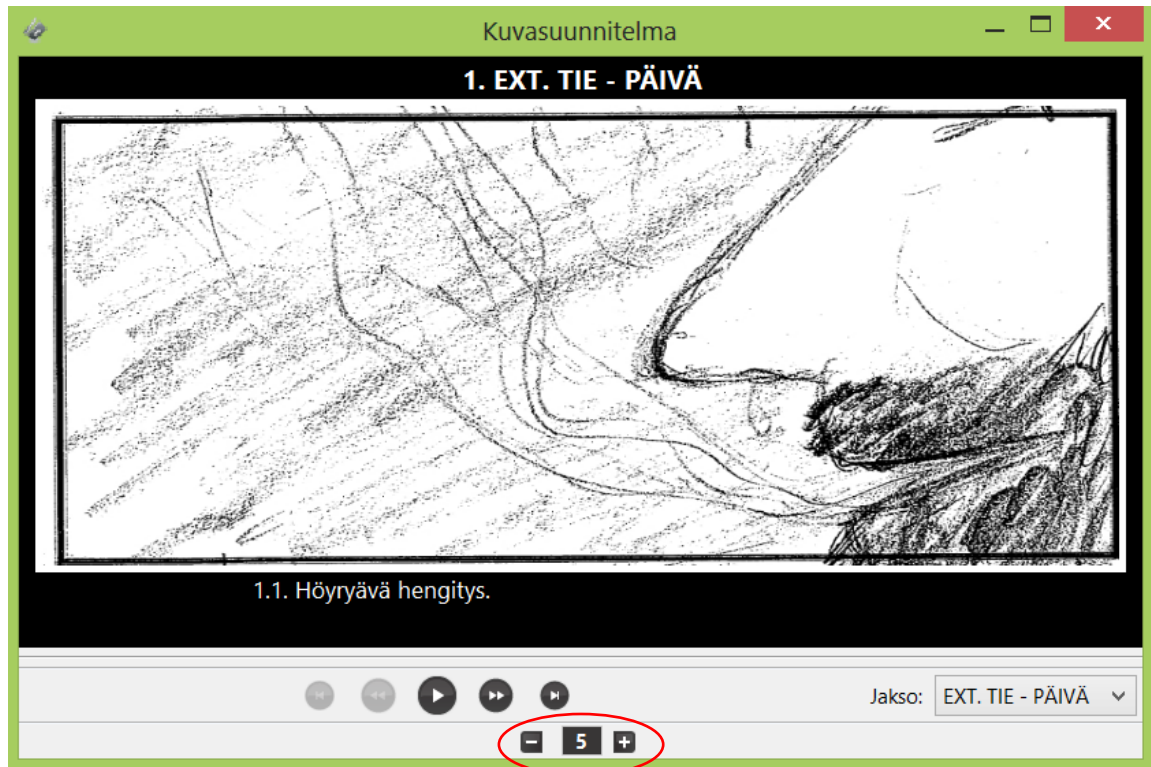 Kuvasuunnitelma
1. EXT. TIE - PÄIVÄ
1.1. Höyryävä hengitys.
Jakso: EXT. TIE - PÄIVÄ
5